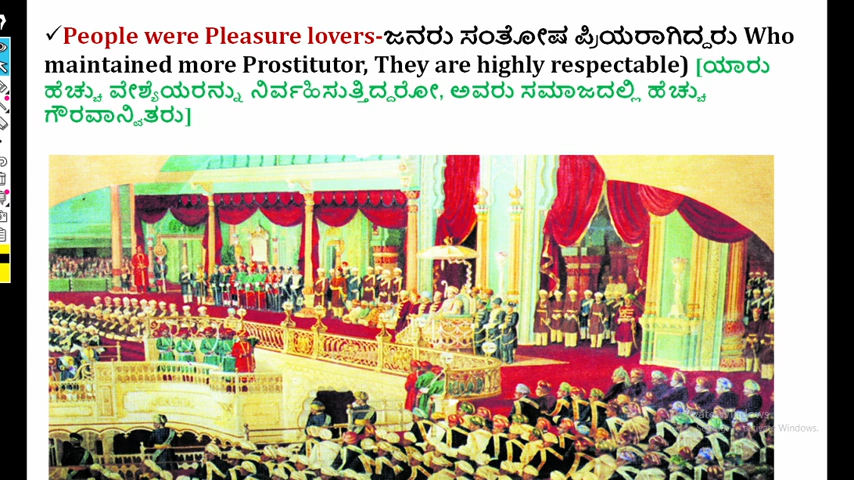 ✓People were Pleasure lovers-ಜನರು ಸಂತೋಷ ಪ್ರಿಯರಾಗಿದ್ದರು Who
maintained more Prostitutor, They are highly respectable) [ಯಾರು
ಹೆಚ್ಚು ವೇಶ್ಯೆಯರನ್ನು ನಿರ್ವಹಿಸುತ್ತಿದ್ದರೋ, ಅವರು ಸಮಾಜದಲ್ಲಿ ಹೆಚ್ಚು
ಗೌರವಾನ್ವಿತರು]
Windows.